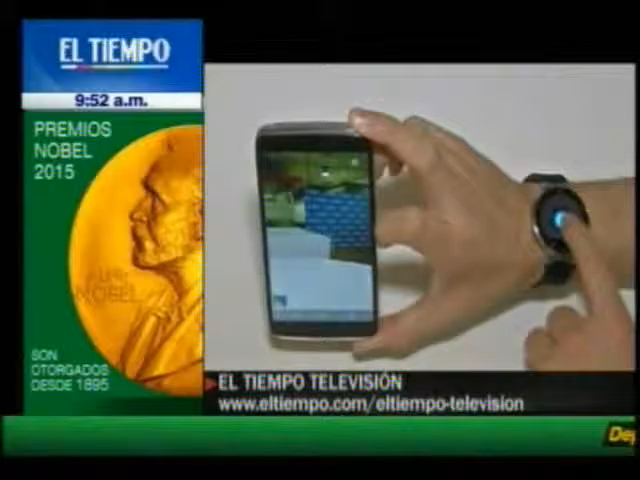 EL TIEMPO
9:52 a.m.
PREMIOS
NOBEL
2015
NOBEL
SON
OTORGADOS
DESDE 1895
EL TIEMPO TELEVISIÓN
www.eltiempo.com/eltiempo-television